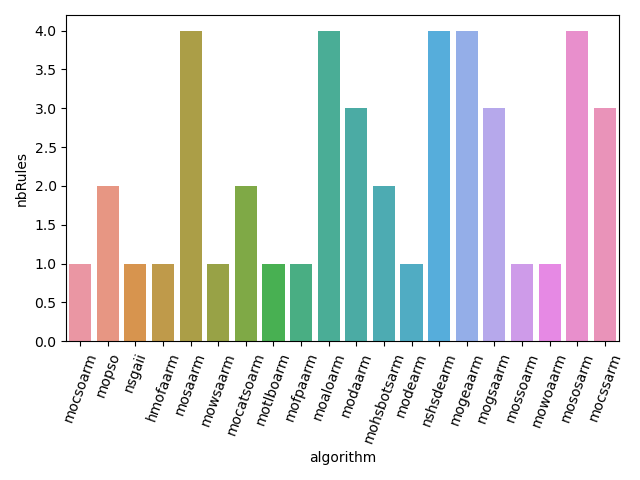 nbRules
4.0
3.5
3.0
2.5
2.0
1.5
1.0
0.5
0.0
mocsoarm
mopso
nsgaii
hmofaarm
mosaarm
mowsaarm
mocatsoarm
motlboarm
mofpaarm
moaloarm
modaarm
mohsbotsarm
modearm
nshsdearm
mogeaarm
mogsaarm
mossoarm
mowoaarm
mososarm
mocssarm
algorithm